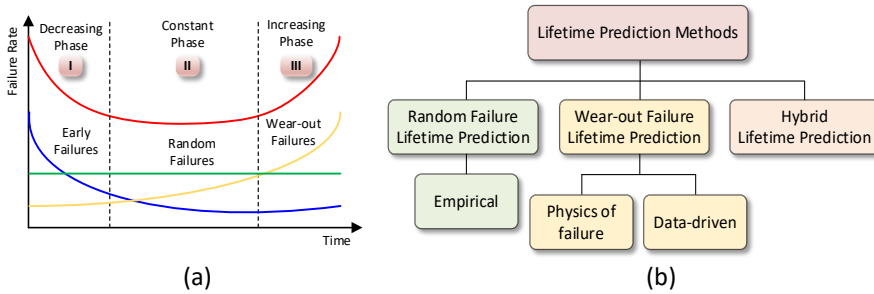 Failure Rate
Decreasing
Phase
I
Constant
Phase
II
Increasing
Phase
III
Early
Failures
Random
Failures
Wear-out
Failures
Time
(a)
Lifetime Prediction Methods
Random Failure
Lifetime Prediction
Wear-out Failure
Lifetime Prediction
Hybrid
Lifetime Prediction
Empirical
Physics of
failure
Data-driven
(b)